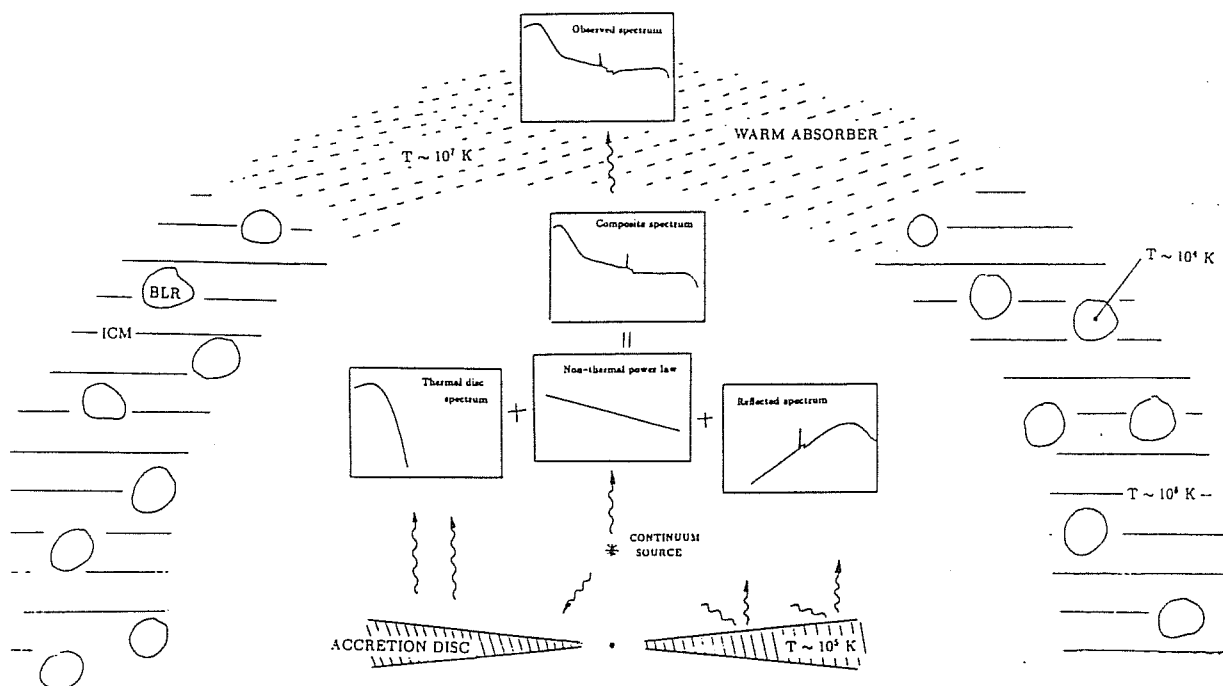 Observed spectrum
WARM ABSORBER
T ~ 10⁷ K
Composite spectrum
T ~ 10⁴ K
BLR
ICM
Thermal disc
spectrum
+
Non-thermal power law
+
Reflected spectrum
=
T ~ 10⁸ K
CONTINUUM
SOURCE
ACCRETION DISC
T ~ 10⁵ K